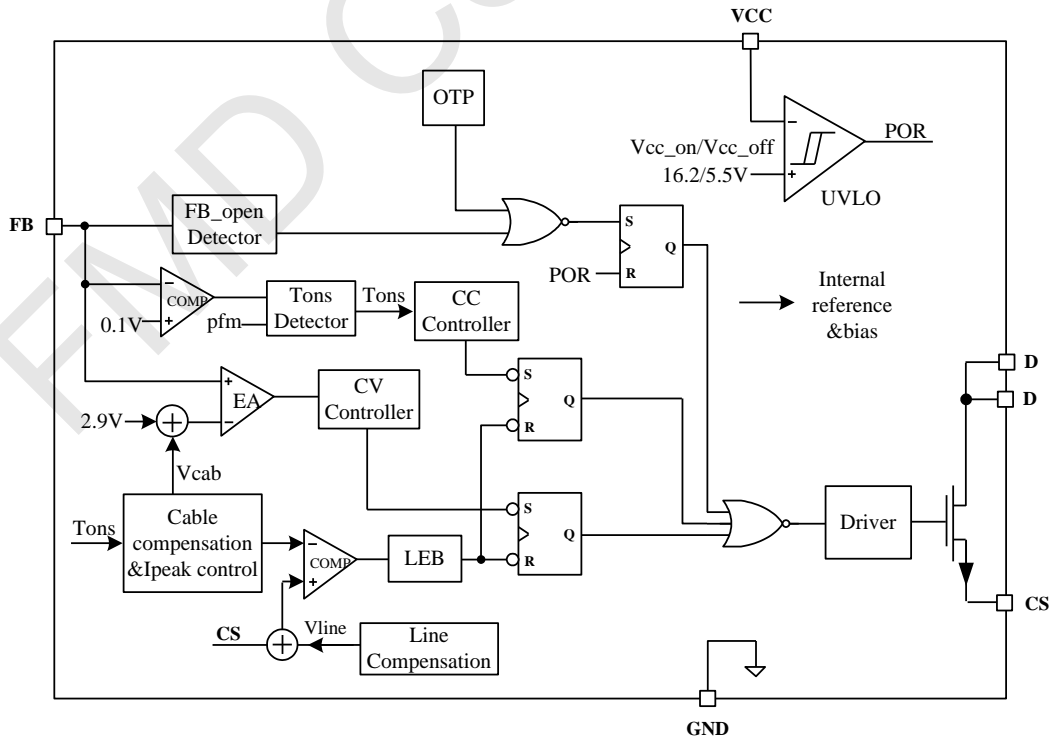 FMD Co
VCC
OTP
POR
Vcc_on/Vcc_off
16.2/5.5V
−
+
UVLO
FB
FB_open
Detector
S
Q
R
POR
Internal
reference
&bias
−
COMP
+
0.1V
pfm
Tons
Detector
Tons
CC
Controller
S
Q
R
D
D
+
EA
−
CV
Controller
2.9V
+
Vcab
Tons
Cable
compensation
&Ipeak control
−
COMP
+
LEB
S
Q
R
Driver
CS
CS
+
Vline
Line
Compensation
GND